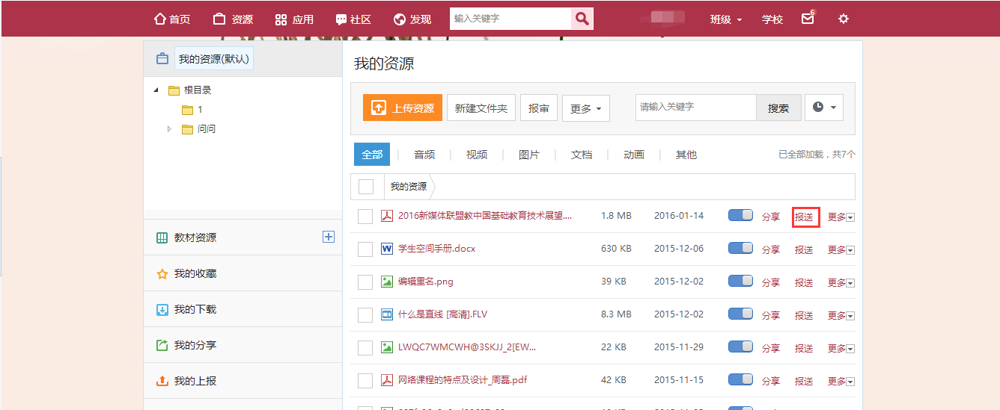 首页 资源 应用 社区 发现 输入关键字 班级 学校 6
我的资源(默认)
根目录
1
问问
教材资源
我的收藏
我的下载
我的分享
我的上报
我的资源
上传资源 新建文件夹 报审 更多 请输入关键字 搜索
全部 音频 视频 图片 文档 动画 其他 已全部加载，共7个
我的资源
2016新媒体联盟教中国基础教育技术展望.... 1.8 MB 2016-01-14 分享 报送 更多
学生空间手册.docx 630 KB 2015-12-06 分享 报送 更多
编辑重名.png 39 KB 2015-12-02 分享 报送 更多
什么是直线 [高清].FLV 8.3 MB 2015-12-02 分享 报送 更多
LWQC7WMCWH@3SKJJ_2[EW... 22 KB 2015-11-29 分享 报送 更多
网络课程的特点及设计_周磊.pdf 42 KB 2015-11-15 分享 报送 更多